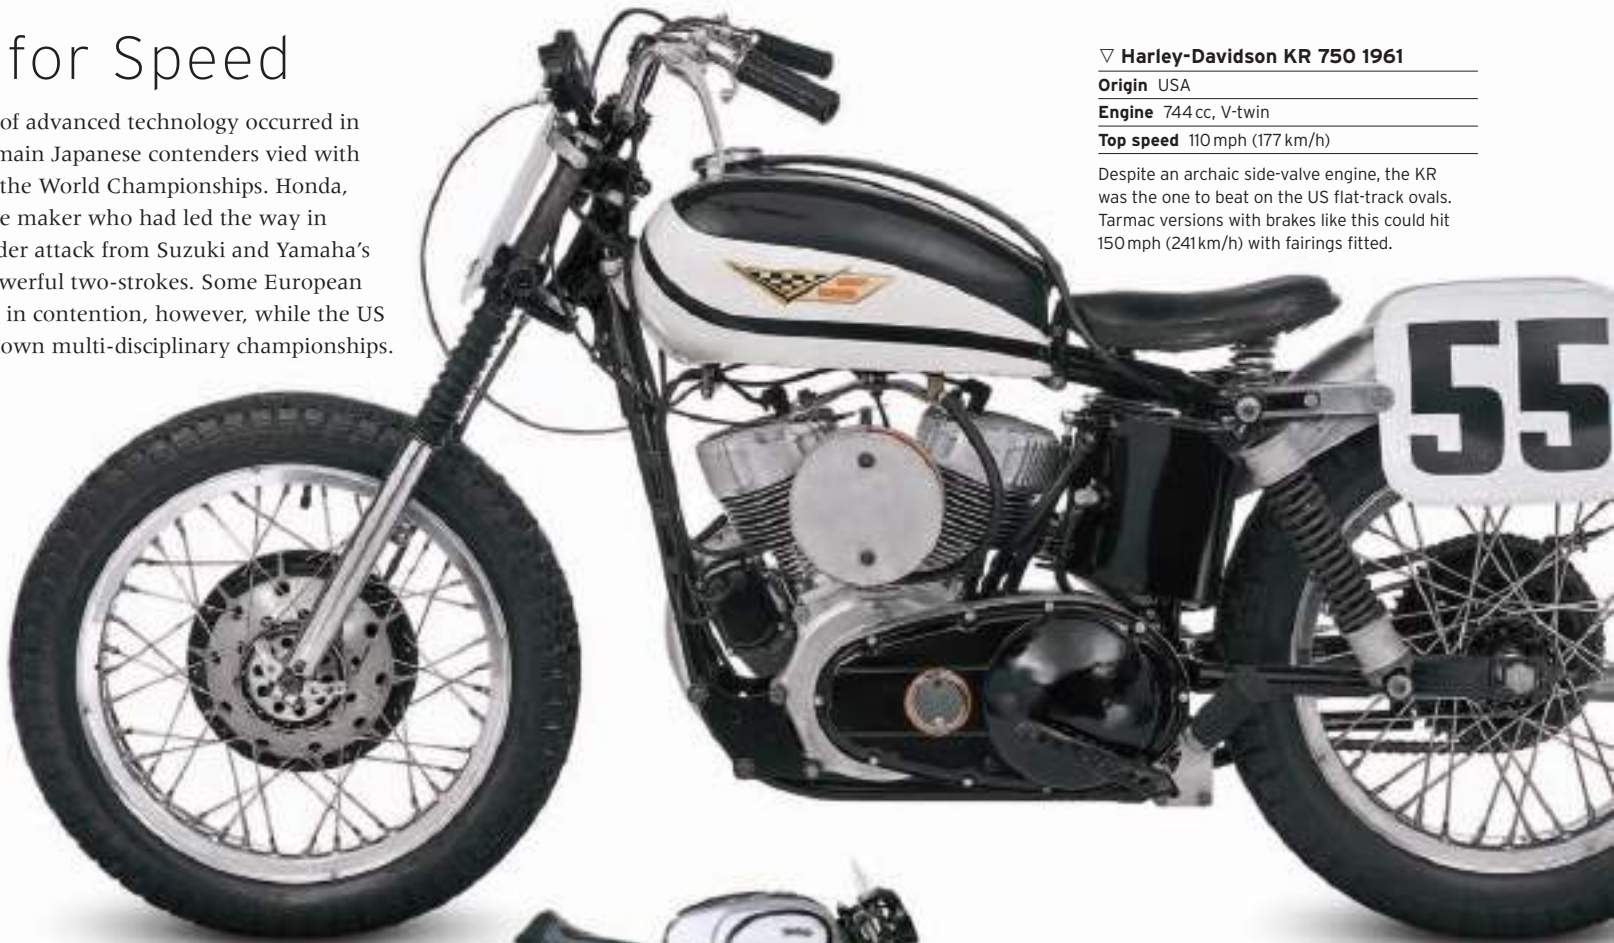 for Speed
of advanced technology occurred in
main Japanese contenders vied with
the World Championships. Honda,
e maker who had led the way in
der attack from Suzuki and Yamaha's
werful two-strokes. Some European
in contention, however, while the US
own multi-disciplinary championships.
▽ Harley-Davidson KR 750 1961
Origin USA
Engine 744 cc, V-twin
Top speed 110 mph (177 km/h)
Despite an archaic side-valve engine, the KR
was the one to beat on the US flat-track ovals.
Tarmac versions with brakes like this could hit
150 mph (241 km/h) with fairings fitted.
55